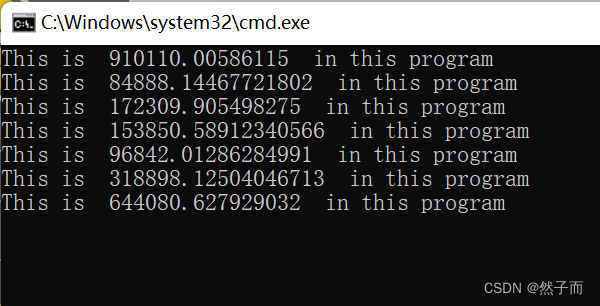 C:\Windows\system32\cmd.exe
This is  910110.00586115  in this program
This is  84888.14467721802  in this program
This is  172309.905498275  in this program
This is  153850.58912340566  in this program
This is  96842.01286284991  in this program
This is  318898.12504046713  in this program
This is  644080.627929032  in this program
CSDN @然子而